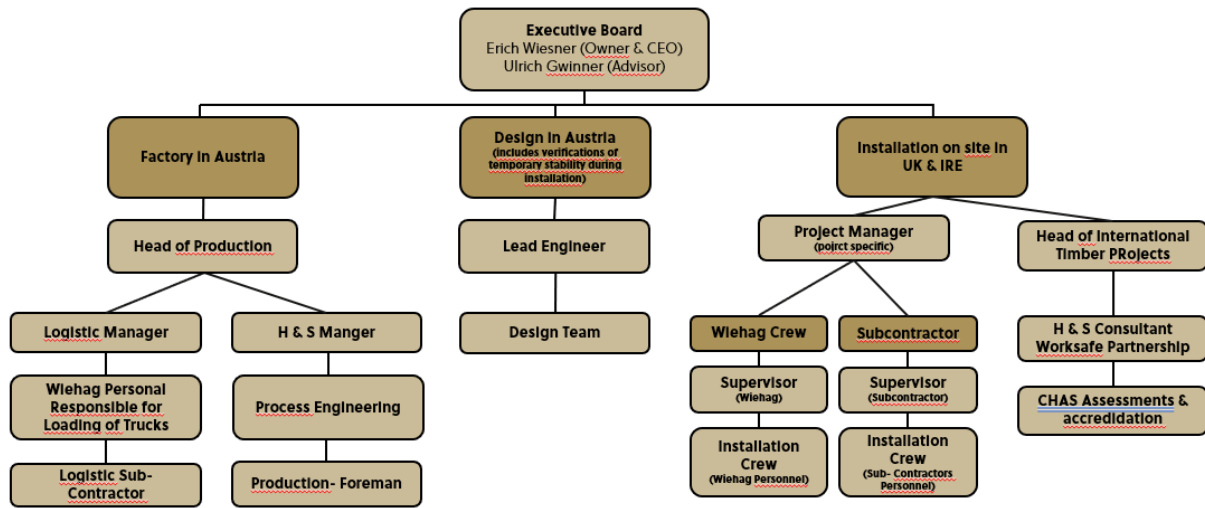 Executive Board
Erich Wiesner (Owner & CEO)
Ulrich Gwinner (Advisor)
Factory in Austria
Design in Austria
(includes verifications of
temporary stability during
installation)
Installation on site in
UK & IRE
Head of Production
Lead Engineer
Project Manager
(pojrct specific)
Head of International
Timber PRojects
Logistic Manager
H & S Manger
Design Team
Wiehag Crew
Subcontractor
H & S Consultant
Worksafe Partnership
Wiehag Personal
Responsible for
Loading of Trucks
Process Engineering
Supervisor
(Wiehag)
Supervisor
(Subcontractor)
CHAS Assessments &
accredidation
Logistic Sub-
Contractor
Production- Foreman
Installation
Crew
(Wiehag Personnel)
Installation
Crew
(Sub- Contractors
Personnel)